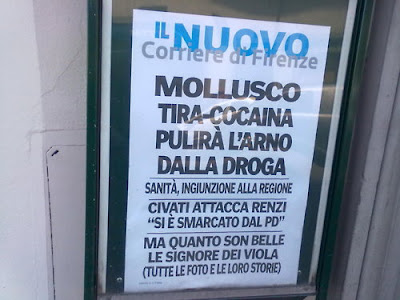 IL NUOVO
Corriere di Firenze
MOLLUSCO
TIRA-COCAINA
PULIRÀ L'ARNO
DALLA DROGA
SANITÀ, INGIUNZIONE ALLA REGIONE
CIVATI ATTACCA RENZI
"SI È SMARCATO DAL PD"
MA QUANTO SON BELLE
LE SIGNORE DEI VIOLA
(TUTTE LE FOTO E LE LORO STORIE)